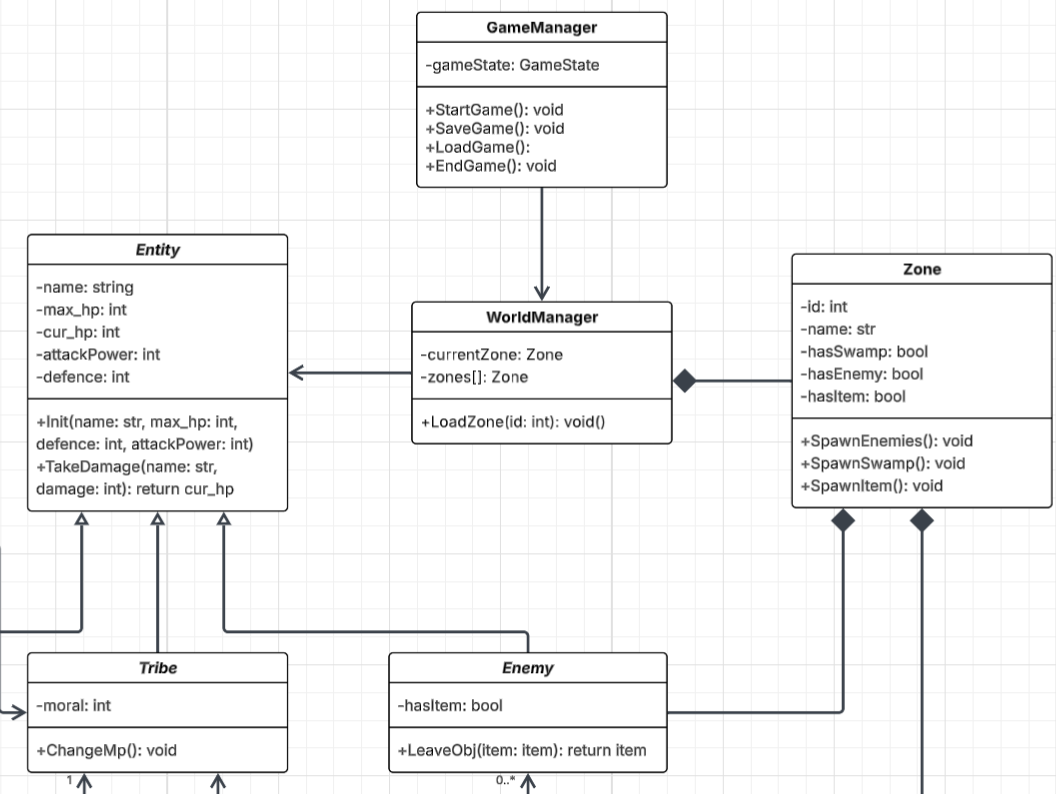 GameManager
-gameState: GameState
+StartGame(): void
+SaveGame(): void
+LoadGame():
+EndGame(): void
Entity
-name: string
-max_hp: int
-cur_hp: int
-attackPower: int
-defence: int
+Init(name: str, max_hp: int,
defence: int, attackPower: int)
+TakeDamage(name: str,
damage: int): return cur_hp
WorldManager
-currentZone: Zone
-zones[]: Zone
+LoadZone(id: int): void()
Zone
-id: int
-name: str
-hasSwamp: bool
-hasEnemy: bool
-hasItem: bool
+SpawnEnemies(): void
+SpawnSwamp(): void
+SpawnItem(): void
Tribe
-moral: int
+ChangeMp(): void
1
Enemy
-hasItem: bool
+LeaveObj(item: item): return item
0..*